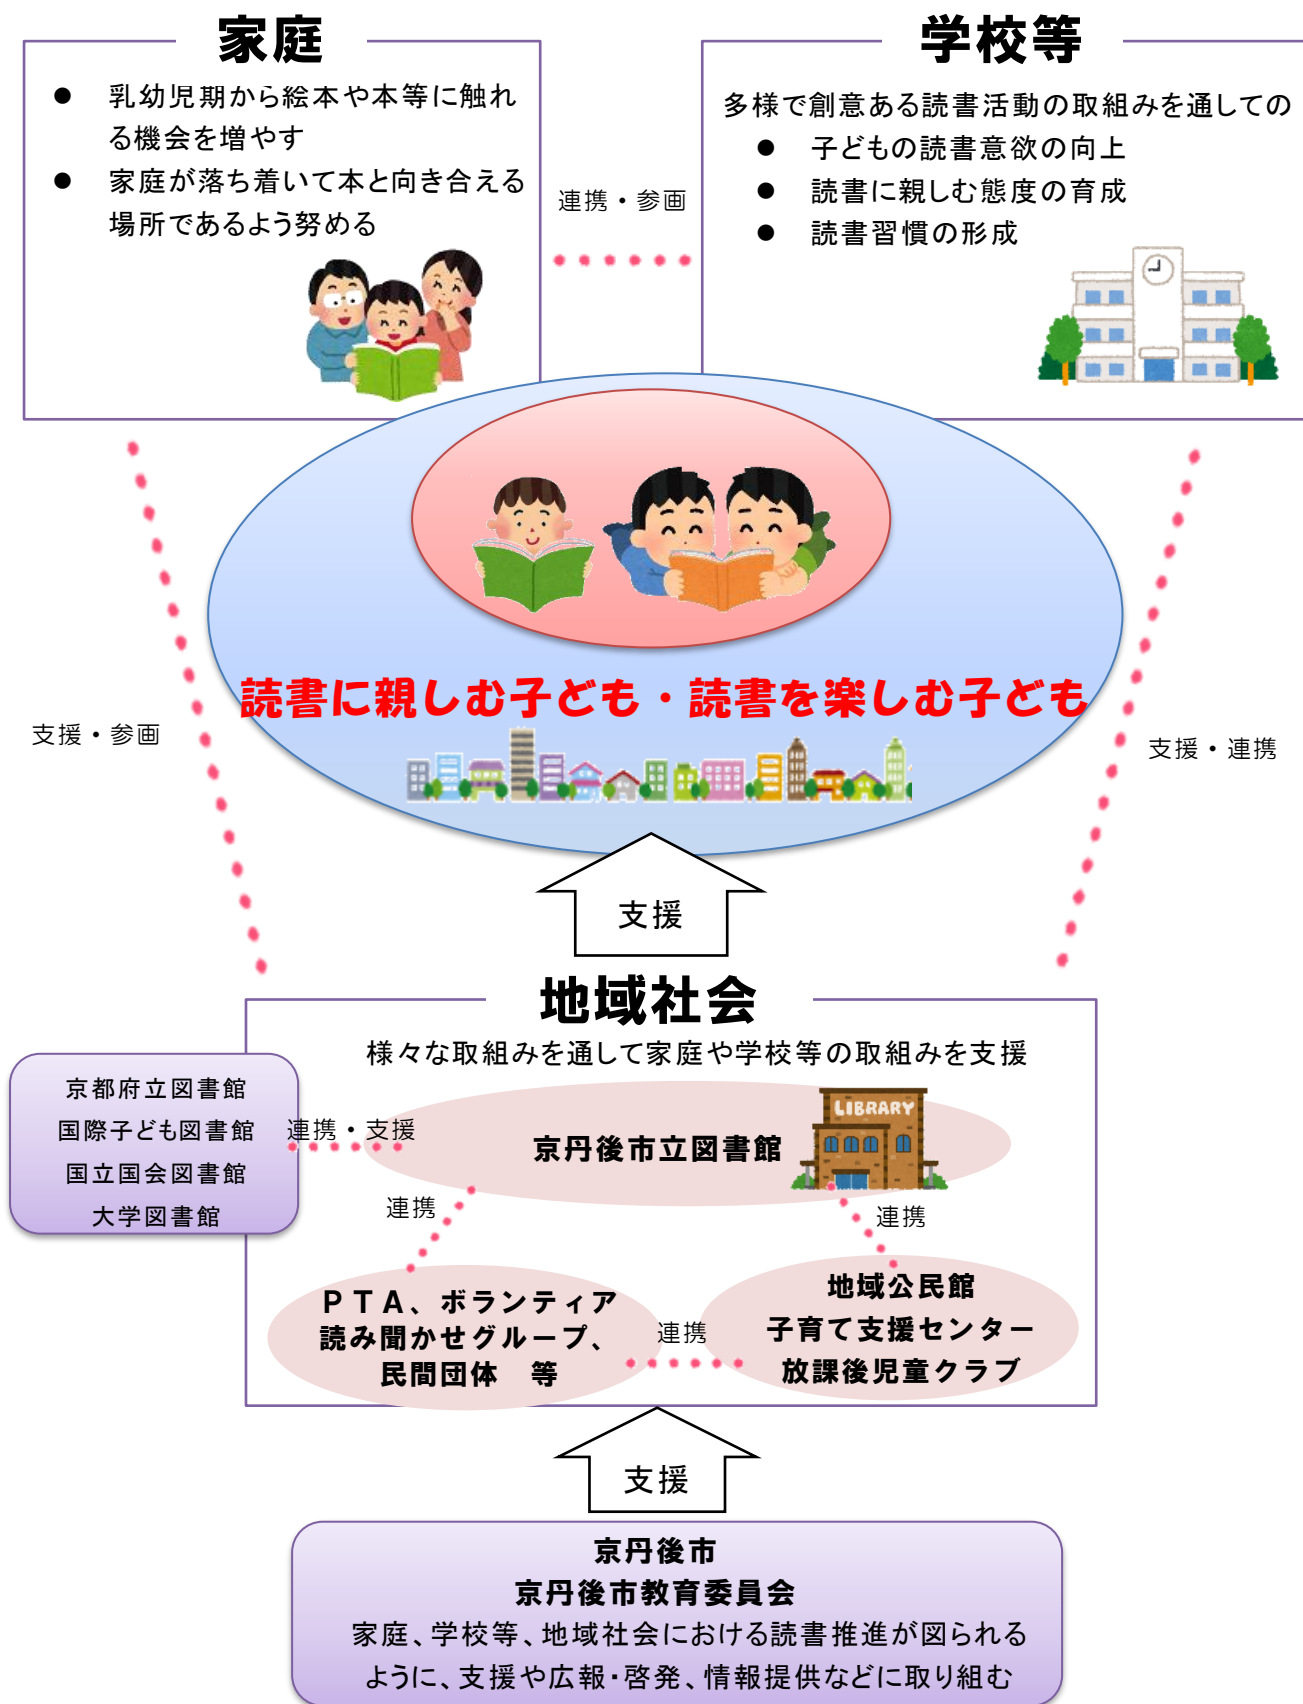 家庭
● 乳幼児期から絵本や本等に触れ
る機会を増やす
● 家庭が落ち着いて本と向き合える
場所であるよう努める
連携・参画
学校等
多様で創意ある読書活動の取組みを通しての
● 子どもの読書意欲の向上
● 読書に親しむ態度の育成
● 読書習慣の形成
読書に親しむ子ども・読書を楽しむ子ども
支援・参画
支援・連携
支援
地域社会
様々な取組みを通して家庭や学校等の取組みを支援
京都府立図書館
国際子ども図書館
国立国会図書館
大学図書館
連携・支援
京丹後市立図書館
LIBRARY
連携
連携
PTA、ボランティア
読み聞かせグループ、
民間団体　等
連携
地域公民館
子育て支援センター
放課後児童クラブ
支援
京丹後市
京丹後市教育委員会
家庭、学校等、地域社会における読書推進が図られる
ように、支援や広報・啓発、情報提供などに取り組む